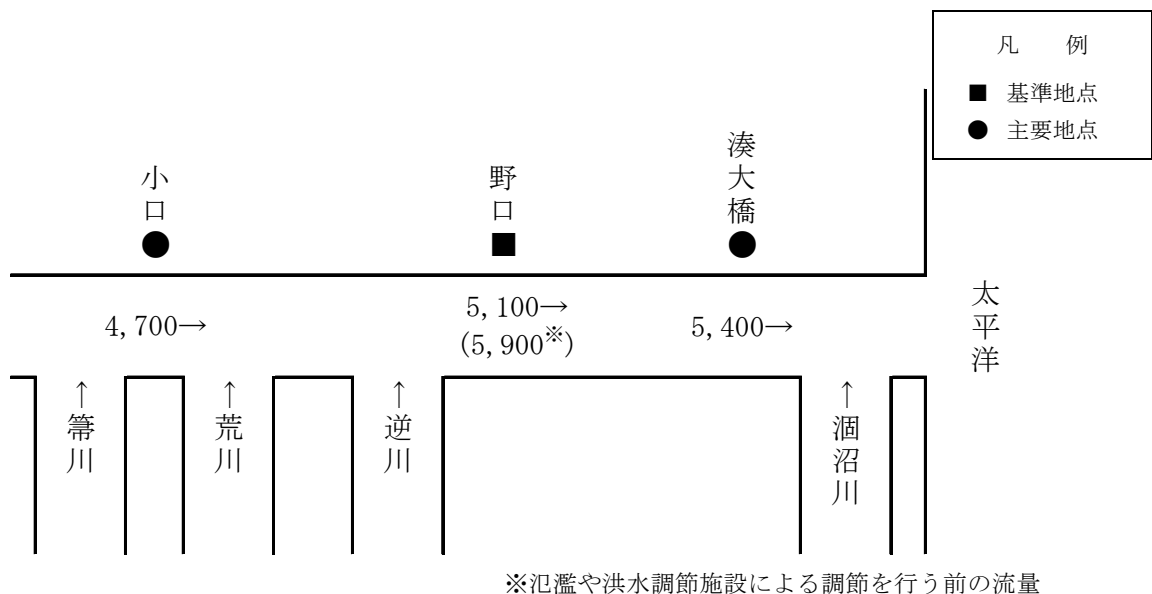 凡　例
■ 基準地点
● 主要地点
小口
●
野口
■
湊大橋
●
4,700→
5,100→
(5,900※)
5,400→
太平洋
↑箒川
↑荒川
↑逆川
↑涸沼川
※氾濫や洪水調節施設による調節を行う前の流量